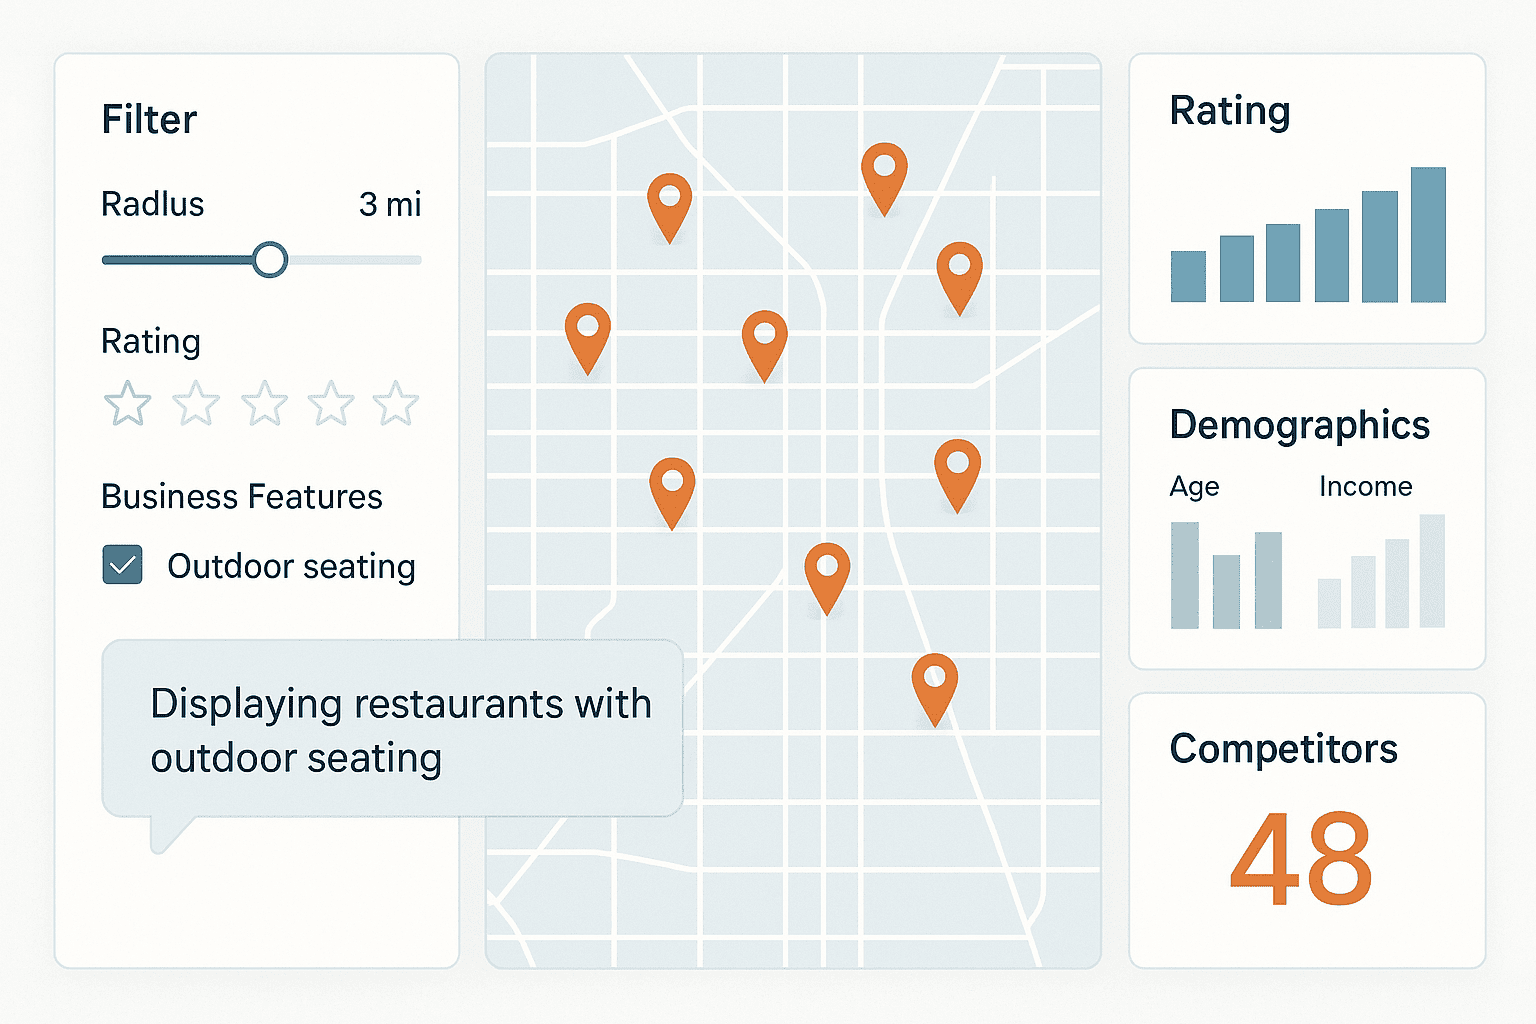 Filter
Radlus 3 mi
Rating
Business Features
Outdoor seating
Displaying restaurants with
outdoor seating
Rating
Demographics
Age Income
Competitors
48